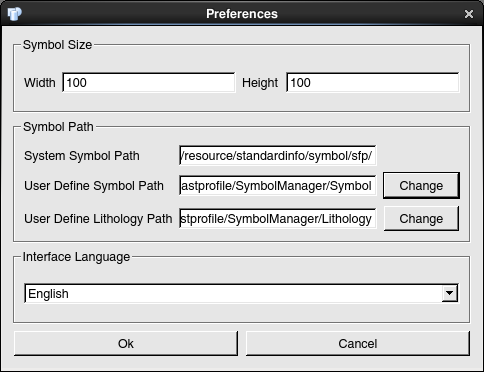 Preferences
Symbol Size
Width 100 Height 100
Symbol Path
System Symbol Path /resource/standardinfo/symbol/sfp/
User Define Symbol Path astprofile/SymbolManager/Symbol Change
User Define Lithology Path stprofile/SymbolManager/Lithology Change
Interface Language
English
Ok Cancel